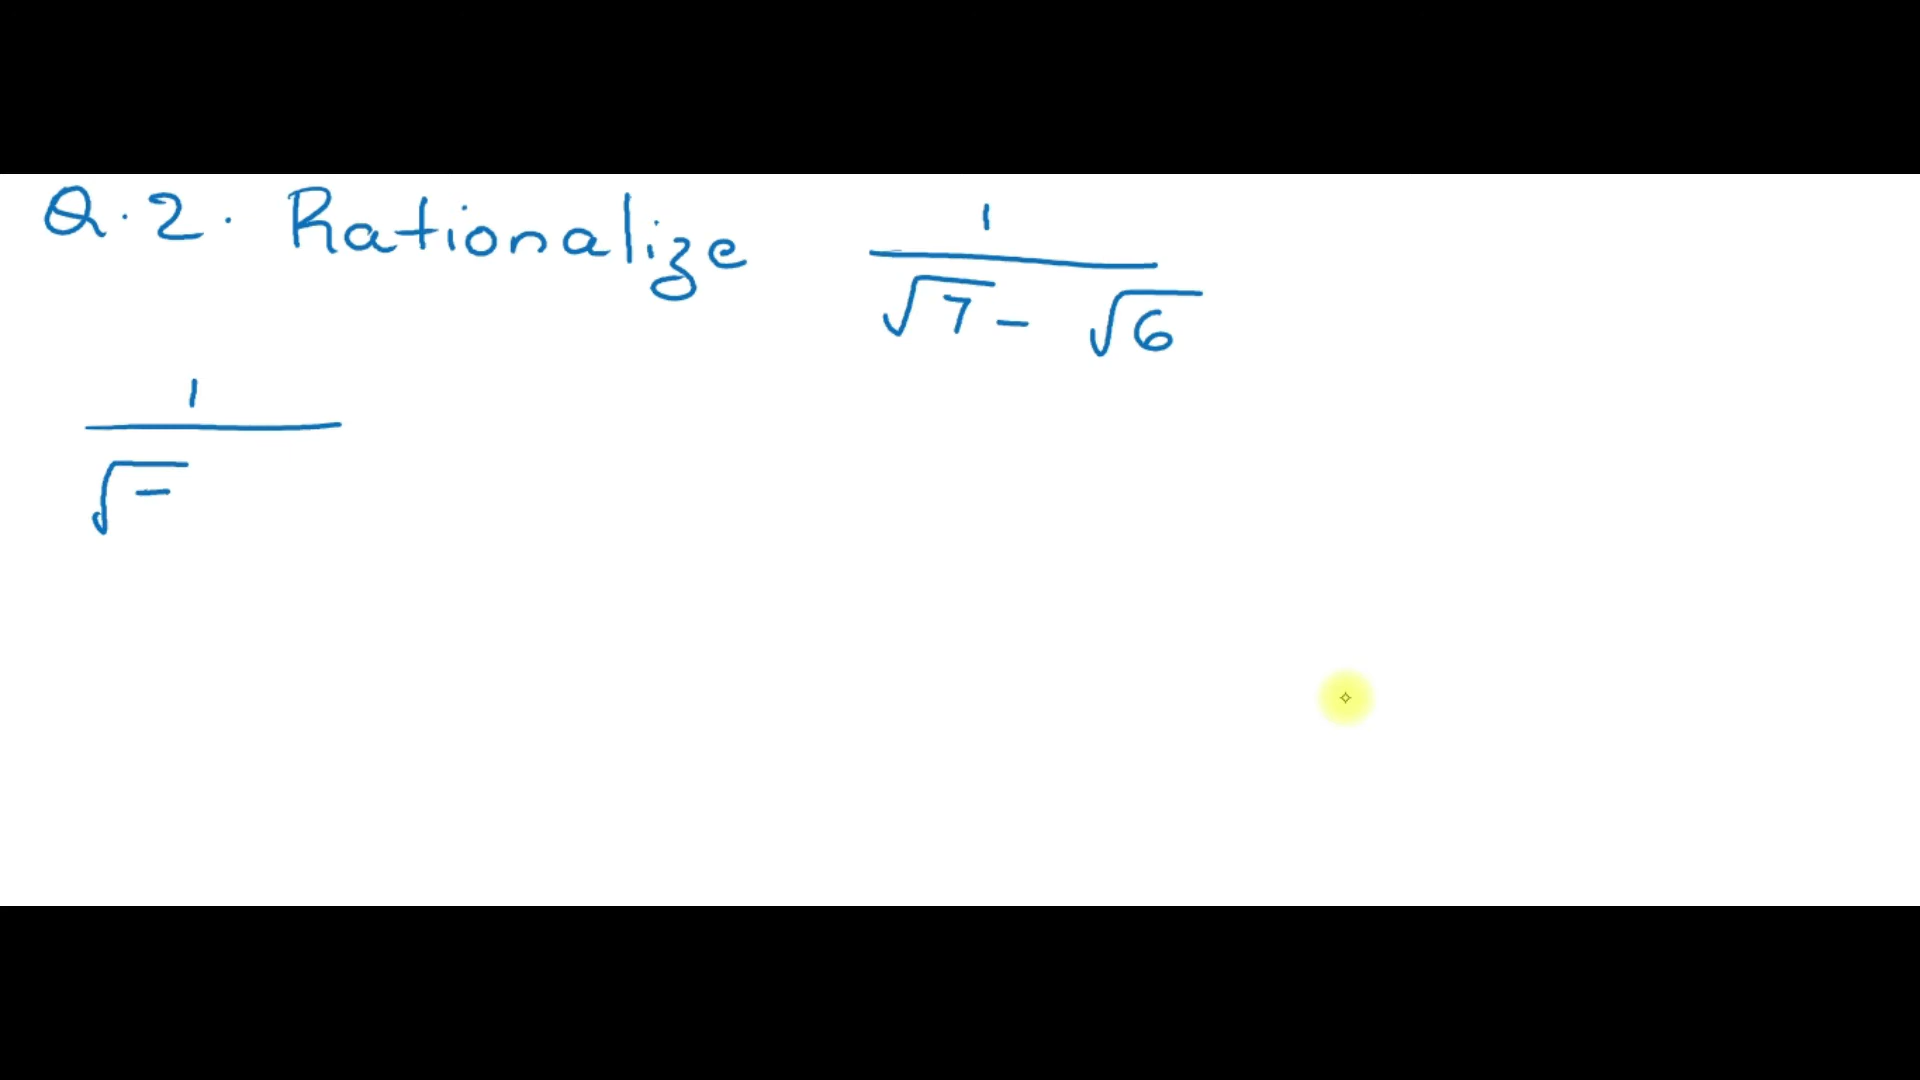 Q.2. Rationalize 1/(√7 - √6)
1/√-